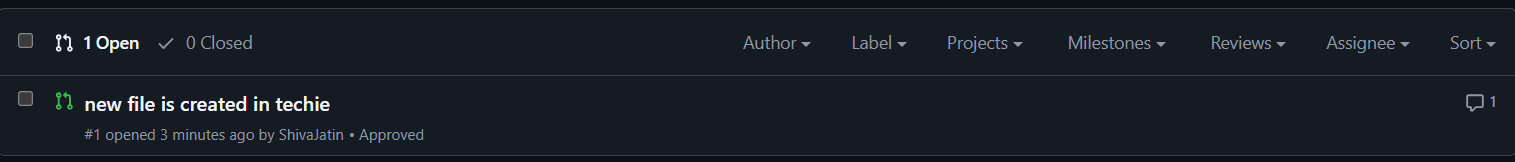 1 Open 0 Closed Author Label Projects Milestones Reviews Assignee Sort
new file is created in techie 1
#1 opened 3 minutes ago by ShivaJatin • Approved